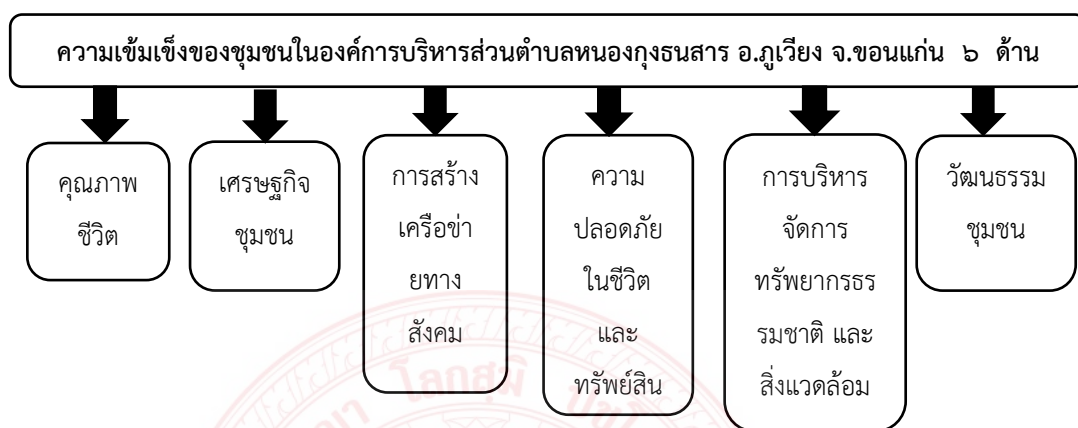 ความเข้มเข็งของชุมชนในองค์การบริหารส่วนตำบลหนองกุงธนสาร อ.ภูเวียง จ.ขอนแก่น ๖ ด้าน
คุณภาพ
ชีวิต
เศรษฐกิจ
ชุมชน
การสร้าง
เครือข่า
ยทาง
สังคม
ความ
ปลอดภัย
ในชีวิต
และ
ทรัพย์สิน
การบริหาร
จัดการ
ทรัพยากรธร
รมชาติ และ
สิ่งแวดล้อม
วัฒนธรรม
ชุมชน
โลกสุมิ